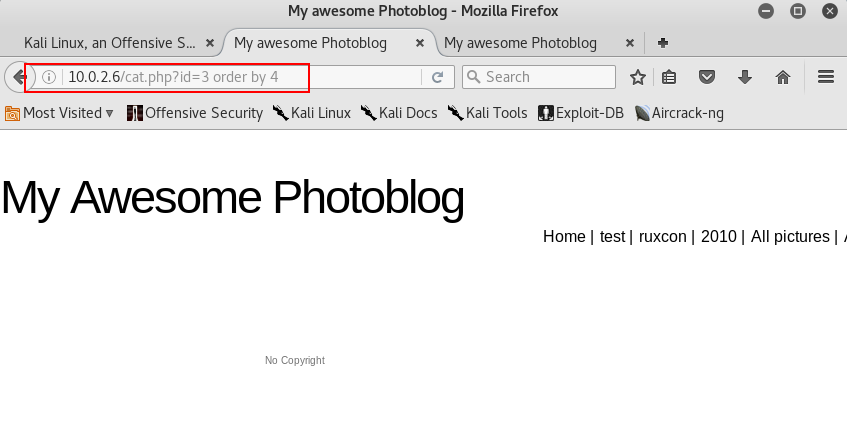 My awesome Photoblog - Mozilla Firefox
Kali Linux, an Offensive S... × My awesome Photoblog × My awesome Photoblog ×
10.0.2.6/cat.php?id=3 order by 4 Search
Most Visited Offensive Security Kali Linux Kali Docs Kali Tools Exploit-DB Aircrack-ng
My Awesome Photoblog
Home | test | ruxcon | 2010 | All pictures |
No Copyright